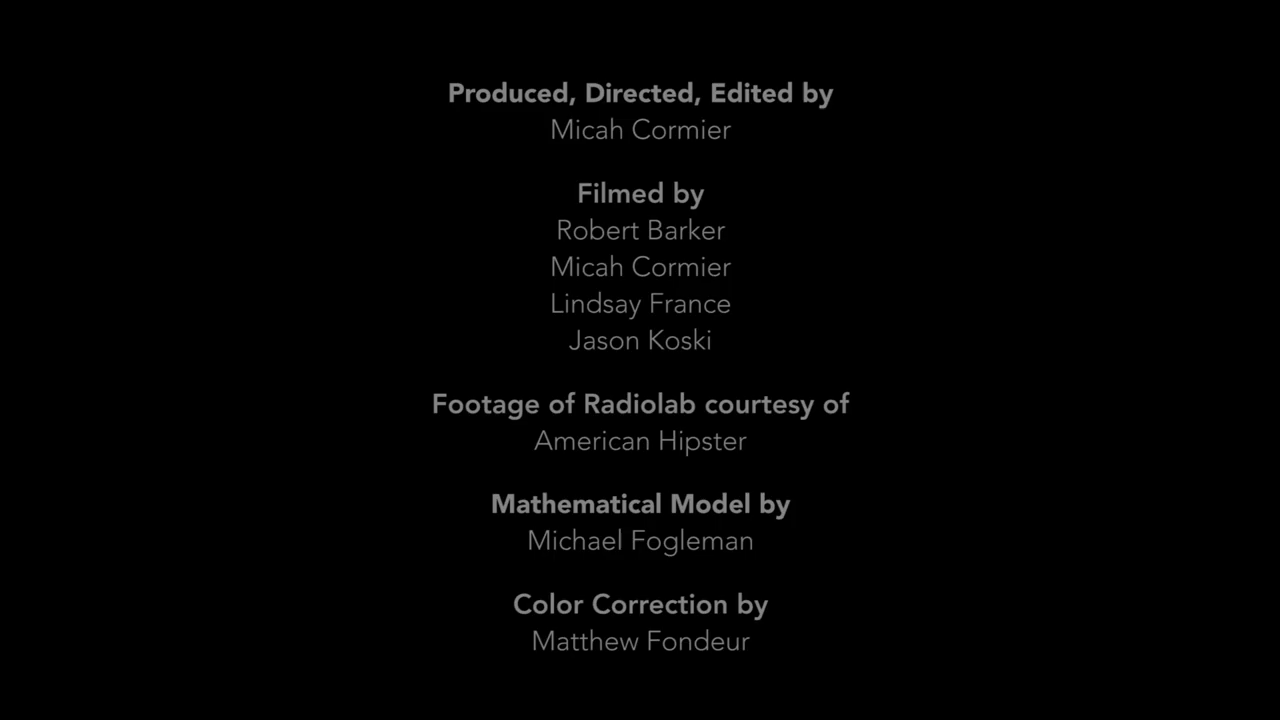 Produced, Directed, Edited by
Micah Cormier
Filmed by
Robert Barker
Micah Cormier
Lindsay France
Jason Koski
Footage of Radiolab courtesy of
American Hipster
Mathematical Model by
Michael Fogleman
Color Correction by
Matthew Fondeur